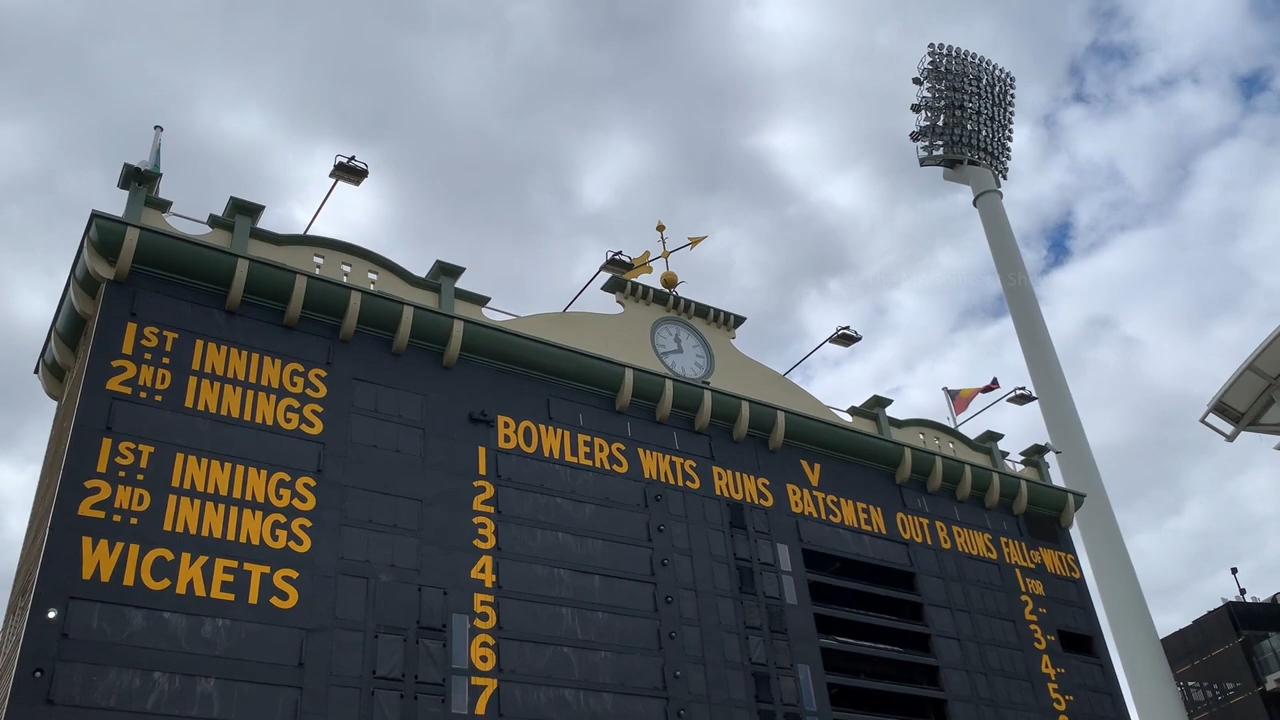 1ST INNINGS
2ND INNINGS
1ST INNINGS
2ND INNINGS
WICKETS
V
BOWLERS WKTS RUNS BATSMEN OUT B RUNS FALL OF WKTS
1
2
3
4
5
6
7
1 FOR
2 ..
3 ..
4 ..
5 ..